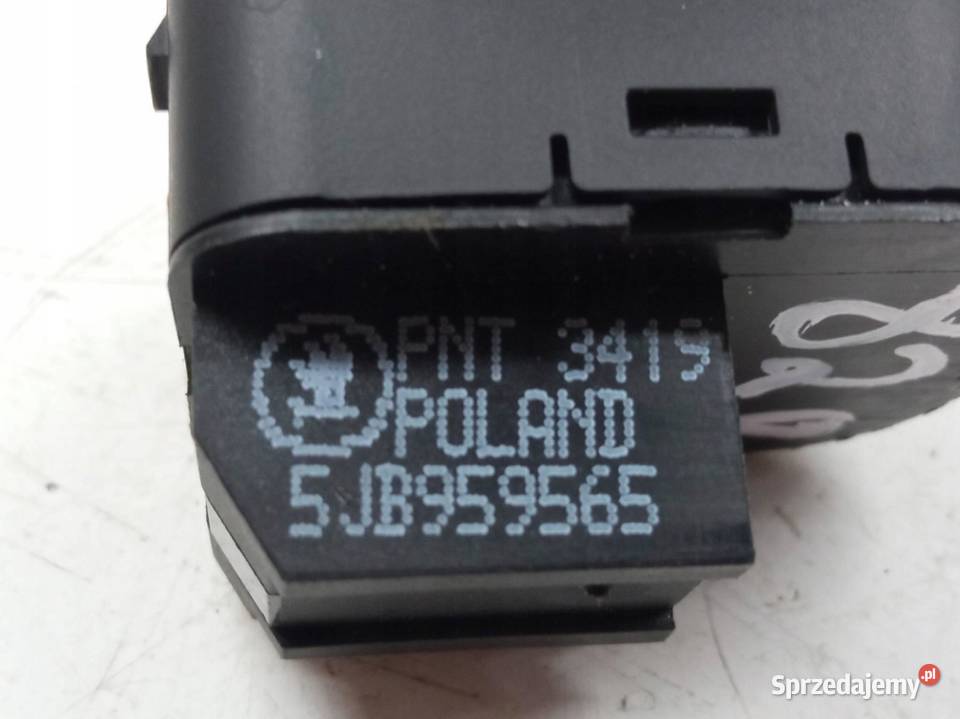 PNT 3419
POLAND
5JB959565
Sprzedajemy.pl